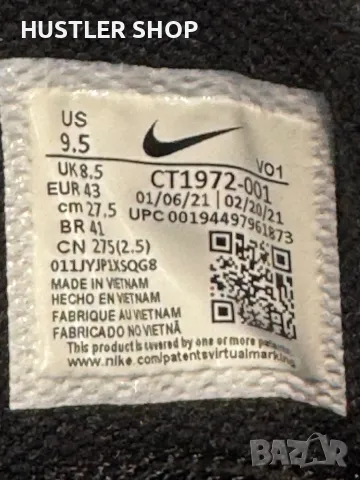 HUSTLER SHOP
US
9.5
UK 8.5
EUR 43
cm 27.5
BR 41
CN 275(2.5)
VO1
CT1972-001
01/06/21 | 02/20/21
UPC 00194497961873
011JYJP1XSQG8
MADE IN VIETNAM
HECHO EN VIETNAM
FABRIQUE AU VIETNAM
FABRICADO NO VIETNÃ
This product is covered by one or more patents
www.nike.com/patentsvirtualmarking
BAZAR